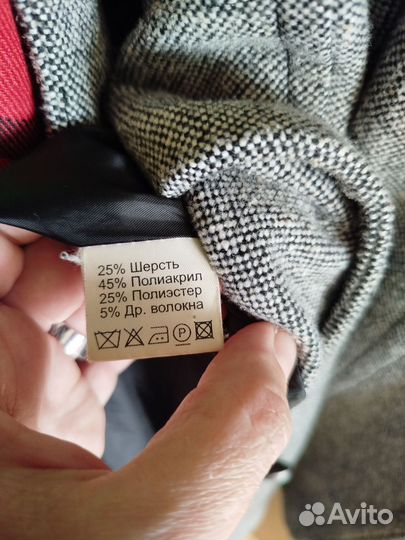 25% Шерсть
45% Полиакрил
25% Полиэстер
5% Др. волокна
P
Avito